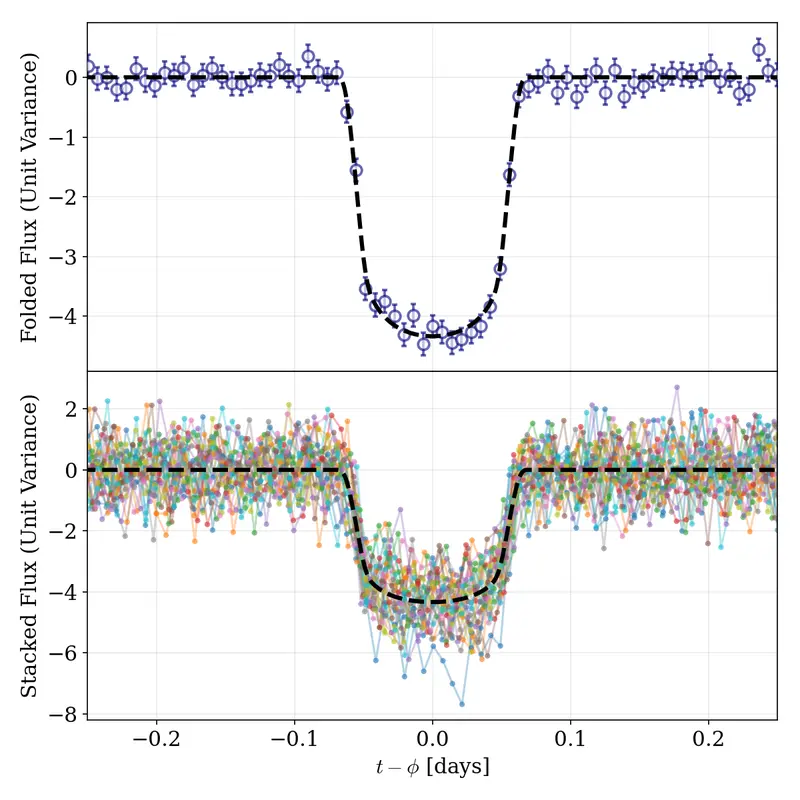 Folded Flux (Unit Variance)
0
−1
−2
−3
−4
Stacked Flux (Unit Variance)
2
0
−2
−4
−6
−8
−0.2 −0.1 0.0 0.1 0.2
t − ϕ [days]